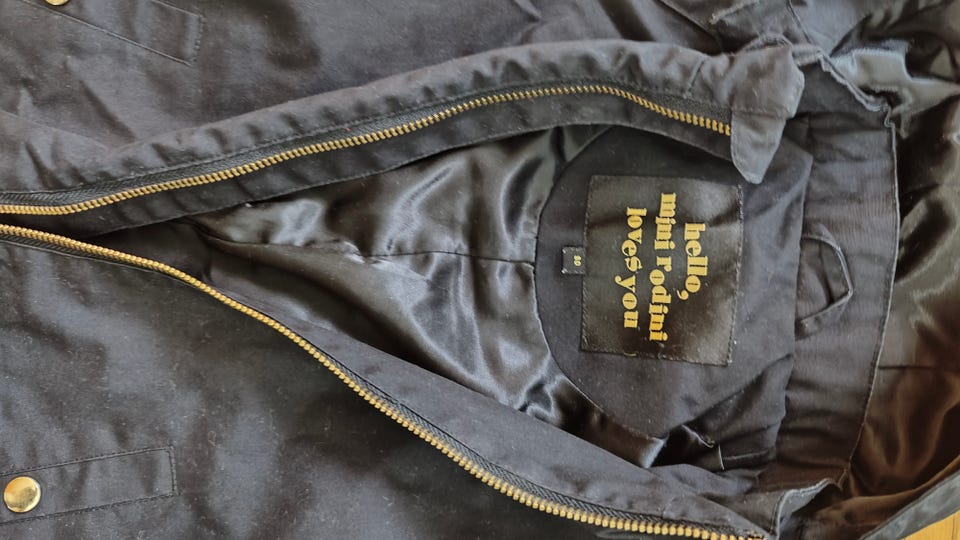 hello,
mini rodini
loves you